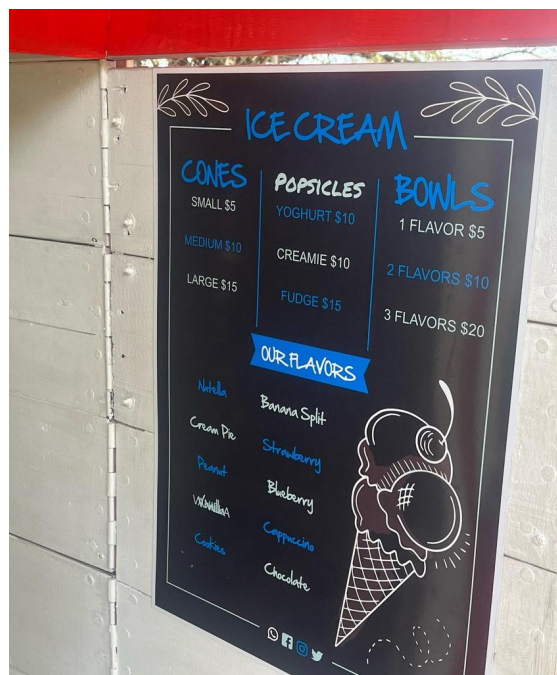 ICE CREAM
CONES
SMALL $5
MEDIUM $10
LARGE $15
POPSICLES
YOGHURT $10
CREAMIE $10
FUDGE $15
BOWLS
1 FLAVOR $5
2 FLAVORS $10
3 FLAVORS $20
OUR FLAVORS
Nutella
Cream Pie
Peanut
Cookies
Banana Split
Strawberry
Blueberry
Cappuccino
Chocolate